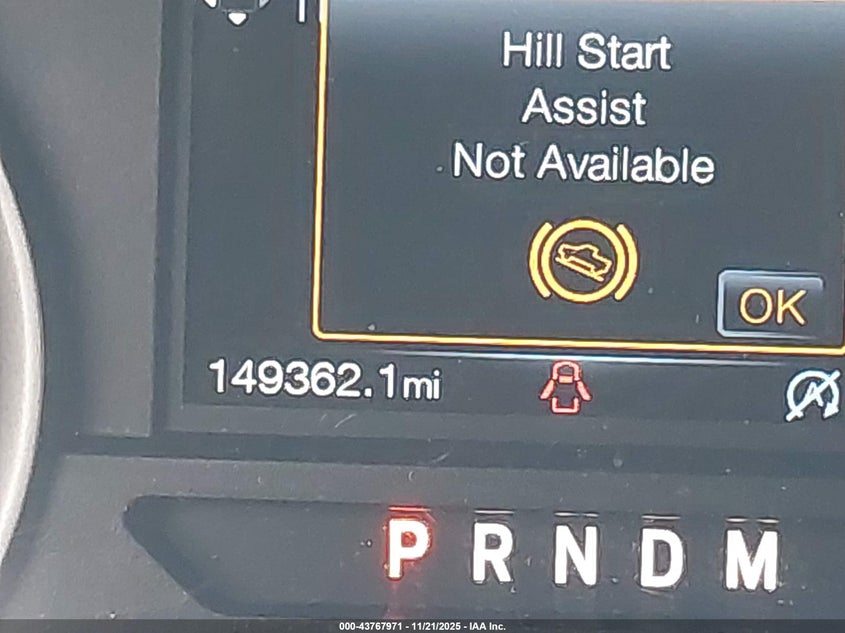 Hill Start
Assist
Not Available
OK
149362.1mi
P R N D M
000-43767971 - 11/21/2025 - IAA Inc.